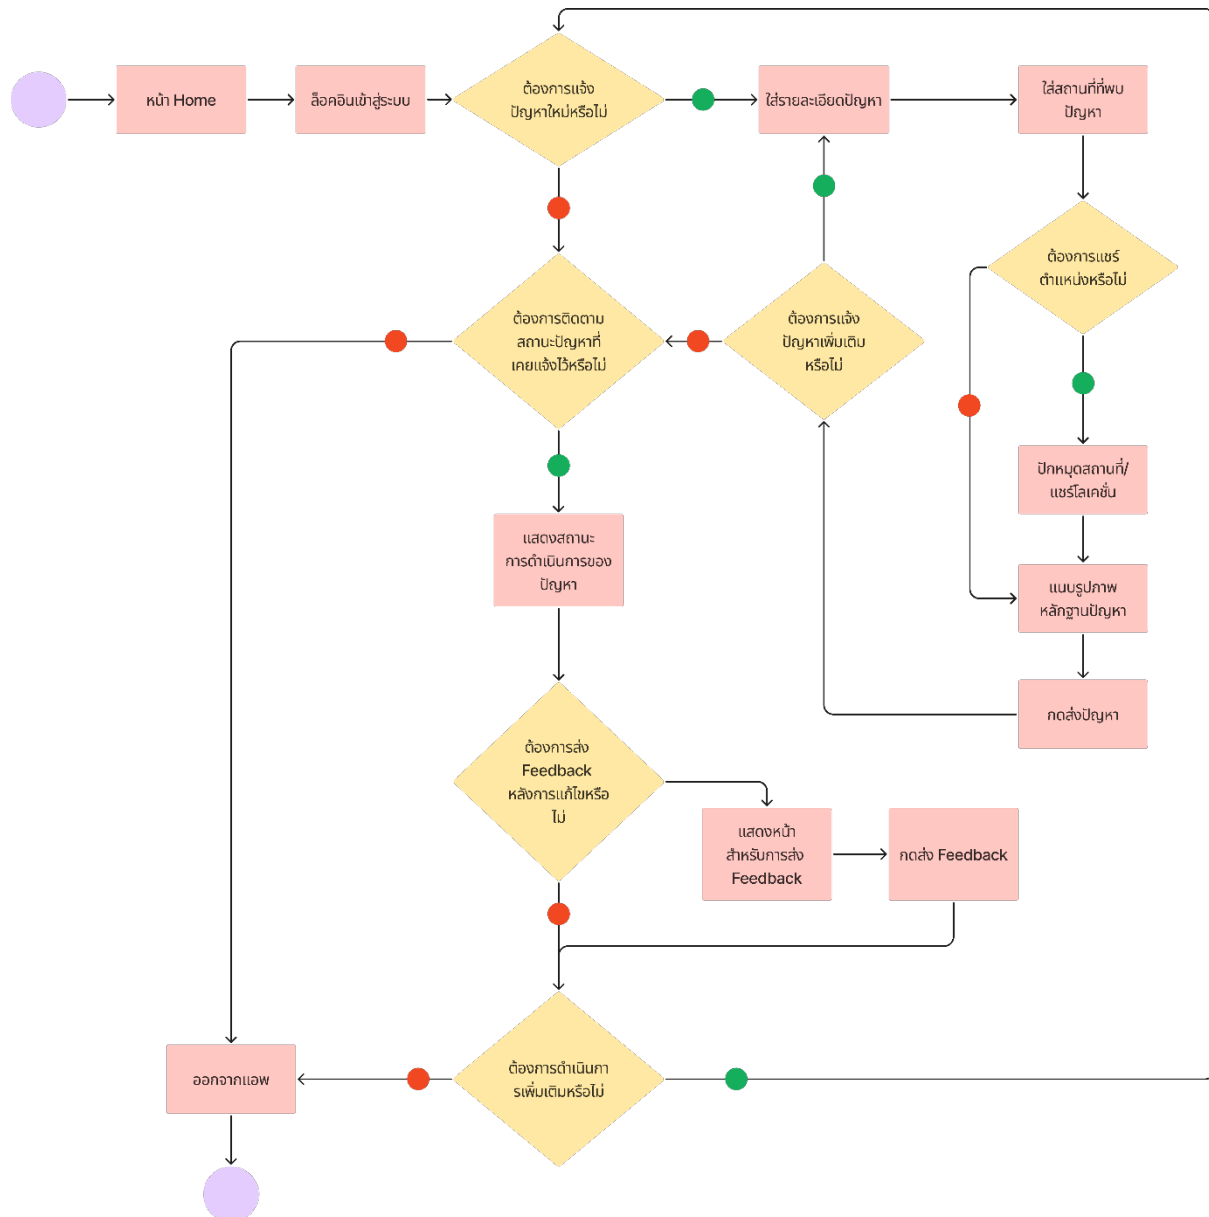 หน้า Home
ล็อคอินเข้าสู่ระบบ
ต้องการแจ้ง
ปัญหาใหม่หรือไม่
ใส่รายละเอียดปัญหา
ใส่สถานที่ที่พบ
ปัญหา
ต้องการแชร์
ตำแหน่งหรือไม่
ต้องการติดตาม
สถานะปัญหาที่
เคยแจ้งไว้หรือไม่
ต้องการแจ้ง
ปัญหาเพิ่มเติม
หรือไม่
ปักหมุดสถานที่/
แชร์โลเคชั่น
แสดงสถานะ
การดำเนินการของ
ปัญหา
แนบรูปภาพ
หลักฐานปัญหา
กดส่งปัญหา
ต้องการส่ง
Feedback
หลังการแก้ไขหรือ
ไม่
แสดงหน้า
สำหรับการส่ง
Feedback
กดส่ง Feedback
ออกจากแอพ
ต้องการดำเนินกา
รเพิ่มเติมหรือไม่